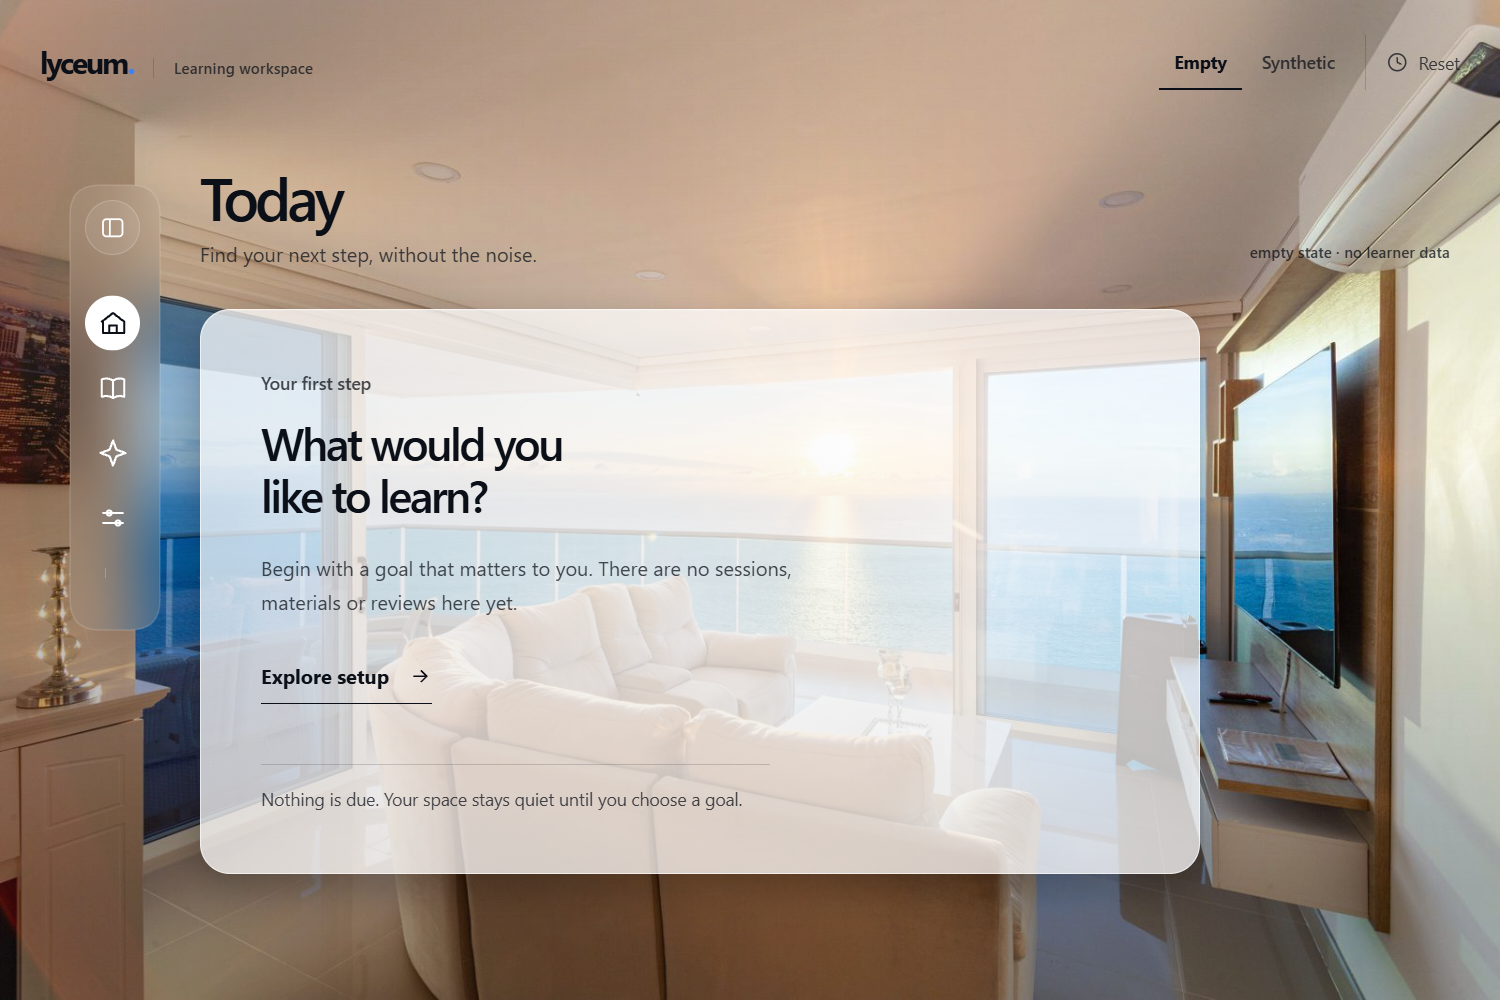 lyceum.
Learning workspace
Empty
Synthetic
Reset
Today
Find your next step, without the noise.
empty state · no learner data
Your first step
What would you
like to learn?
Begin with a goal that matters to you. There are no sessions,
materials or reviews here yet.
Explore setup →
Nothing is due. Your space stays quiet until you choose a goal.